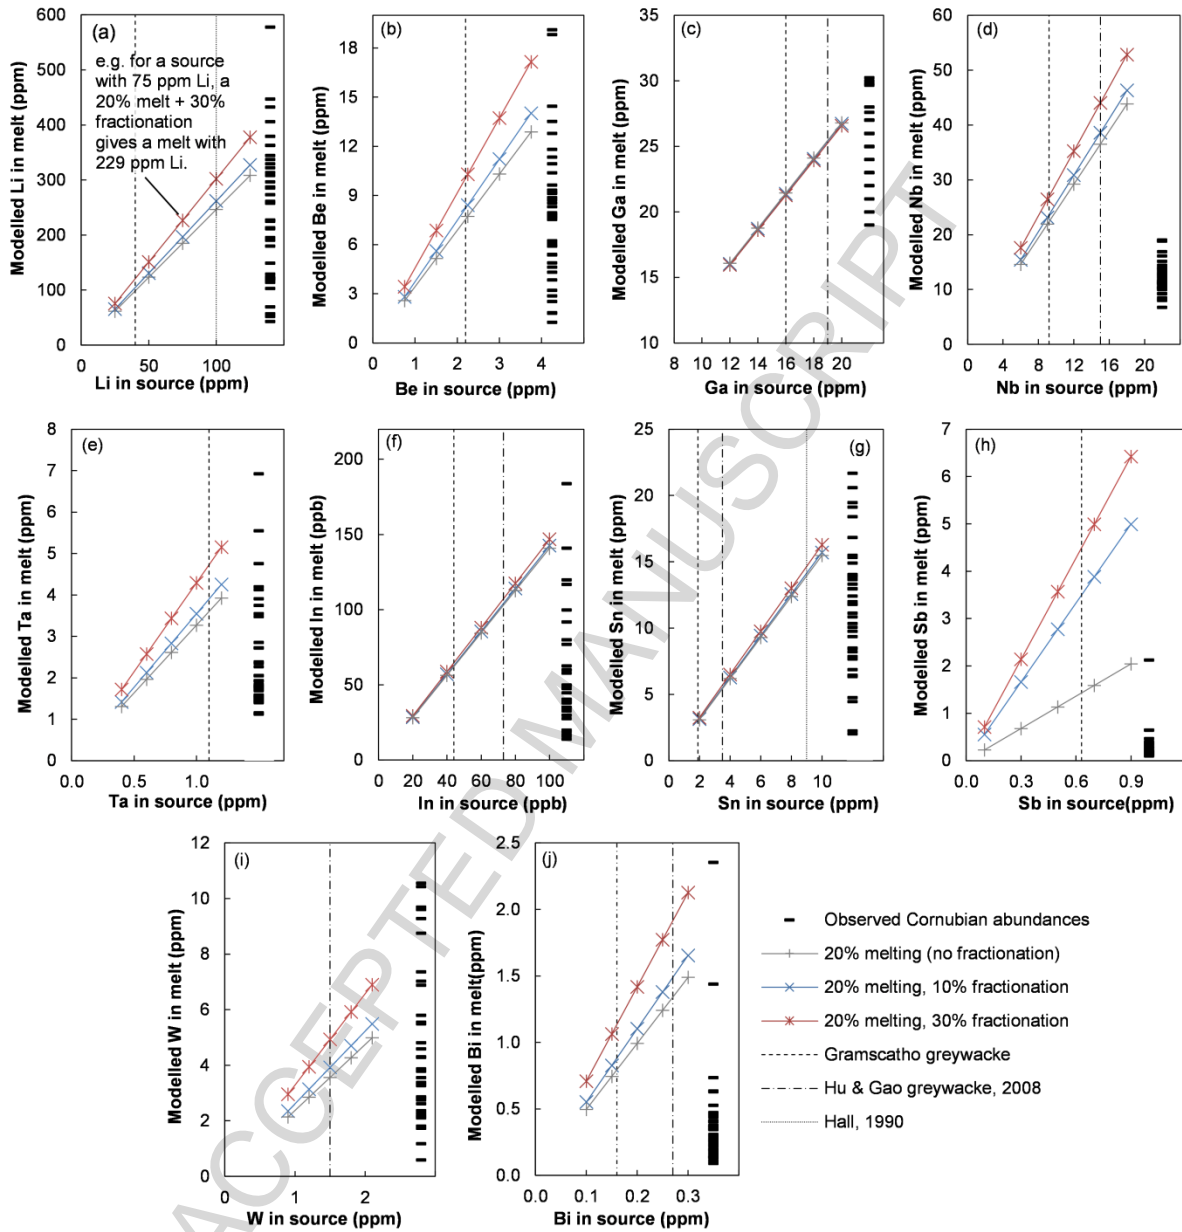 (a)
e.g. for a source
with 75 ppm Li, a
20% melt + 30%
fractionation
gives a melt with
229 ppm Li.
Modelled Li in melt (ppm)
600
500
400
300
200
100
0
0 50 100
Li in source (ppm)
(b)
Modelled Be in melt (ppm)
18
15
12
9
6
3
0
0 1 2 3 4
Be in source (ppm)
(c)
Modelled Ga in melt (ppm)
35
30
25
20
15
10
8 10 12 14 16 18 20
Ga in source (ppm)
(d)
Modelled Nb in melt (ppm)
60
50
40
30
20
10
0
0 4 8 12 16 20
Nb in source (ppm)
(e)
Modelled Ta in melt (ppm)
8
7
6
5
4
3
2
1
0
0.0 0.5 1.0
Ta in source (ppm)
(f)
Modelled In in melt (ppb)
200
150
100
50
0
20 40 60 80 100
In in source (ppb)
(g)
Modelled Sn in melt (ppm)
25
20
15
10
5
0
0 2 4 6 8 10
Sn in source (ppm)
(h)
Modelled Sb in melt (ppm)
7
6
5
4
3
2
1
0
0.0 0.3 0.6 0.9
Sb in source(ppm)
(i)
Modelled W in melt (ppm)
12
10
8
6
4
2
0
0 1 2
W in source (ppm)
(j)
Modelled Bi in melt(ppm)
2.5
2.0
1.5
1.0
0.5
0.0
0.0 0.1 0.2 0.3
Bi in source (ppm)
Observed Cornubian abundances
20% melting (no fractionation)
20% melting, 10% fractionation
20% melting, 30% fractionation
Gramscatho greywacke
Hu & Gao greywacke, 2008
Hall, 1990
ACCEPTED MANUSCRIPT